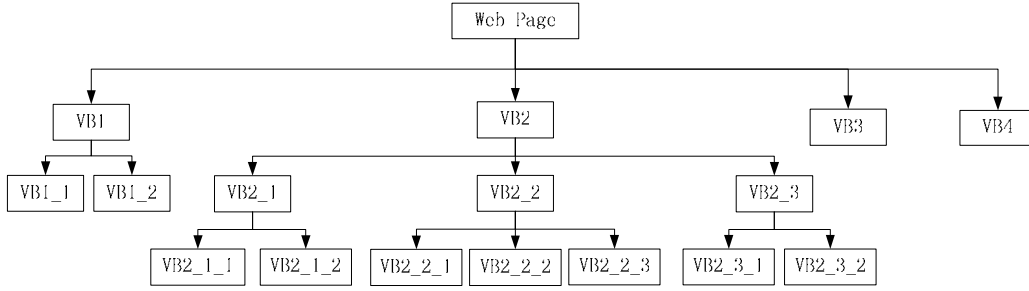 Web Page
VB1
VB2
VB3
VB4
VB1_1
VB1_2
VB2_1
VB2_2
VB2_3
VB2_1_1
VB2_1_2
VB2_2_1
VB2_2_2
VB2_2_3
VB2_3_1
VB2_3_2